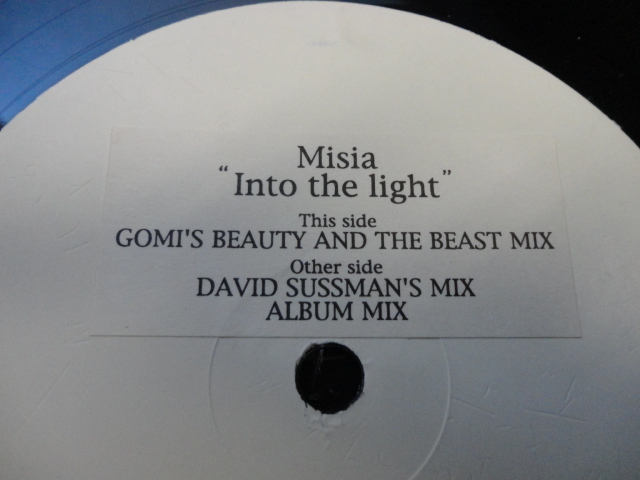 Misia
"Into the light"
This side
GOMI'S BEAUTY AND THE BEAST MIX
Other side
DAVID SUSSMAN'S MIX
ALBUM MIX